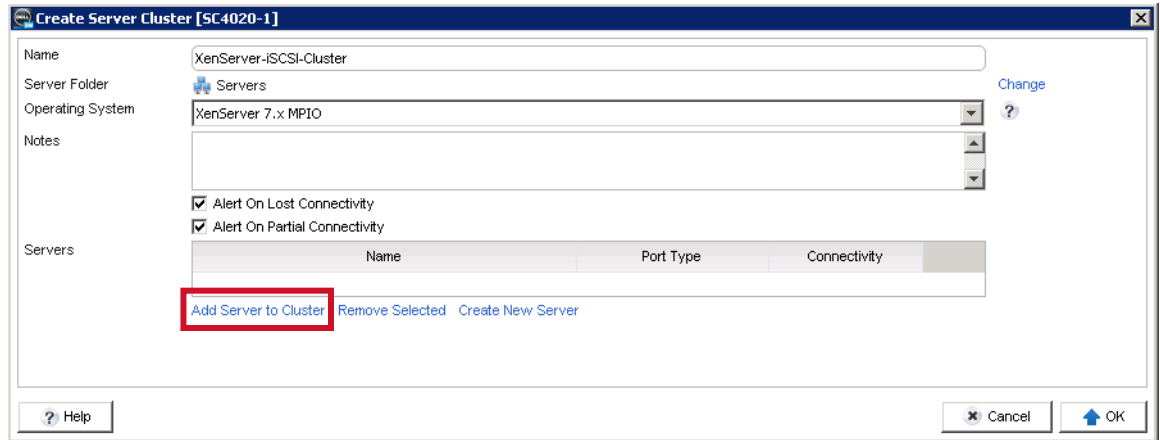 Create Server Cluster [SC4020-1]
Name
XenServer-iSCSI-Cluster
Server Folder
Servers
Change
Operating System
XenServer 7.x MPIO
?
Notes
Alert On Lost Connectivity
Alert On Partial Connectivity
Servers
Name Port Type Connectivity
Add Server to Cluster Remove Selected Create New Server
? Help
Cancel
OK